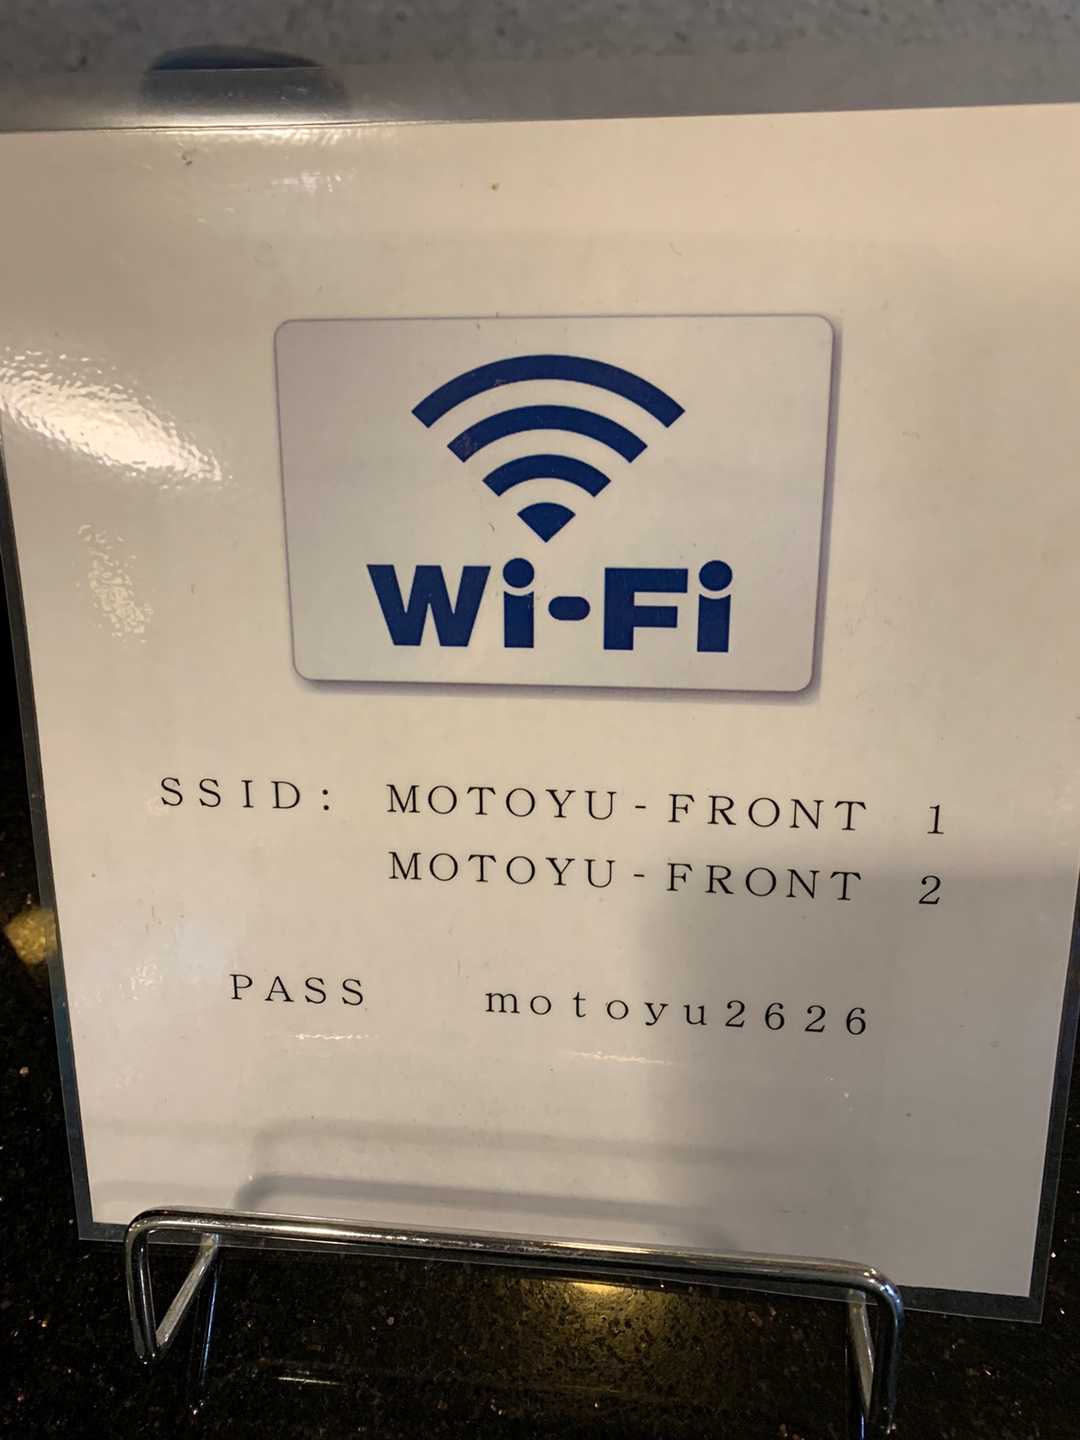 Wi-Fi
SSID: MOTOYU-FRONT 1
MOTOYU-FRONT 2
PASS motoyu2626